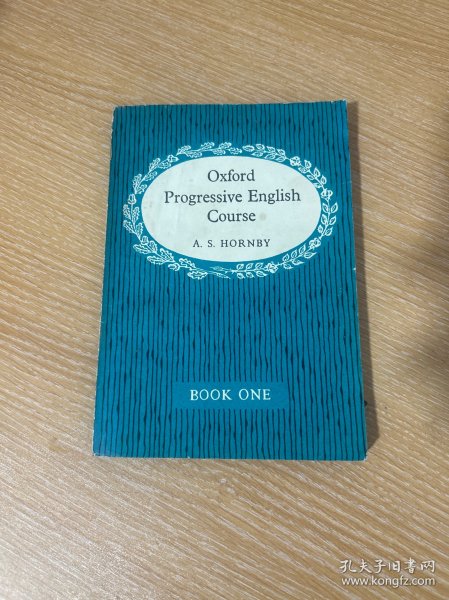 Oxford
Progressive English
Course
A. S. HORNBY
BOOK ONE
孔夫子旧书网
www.kongfz.com